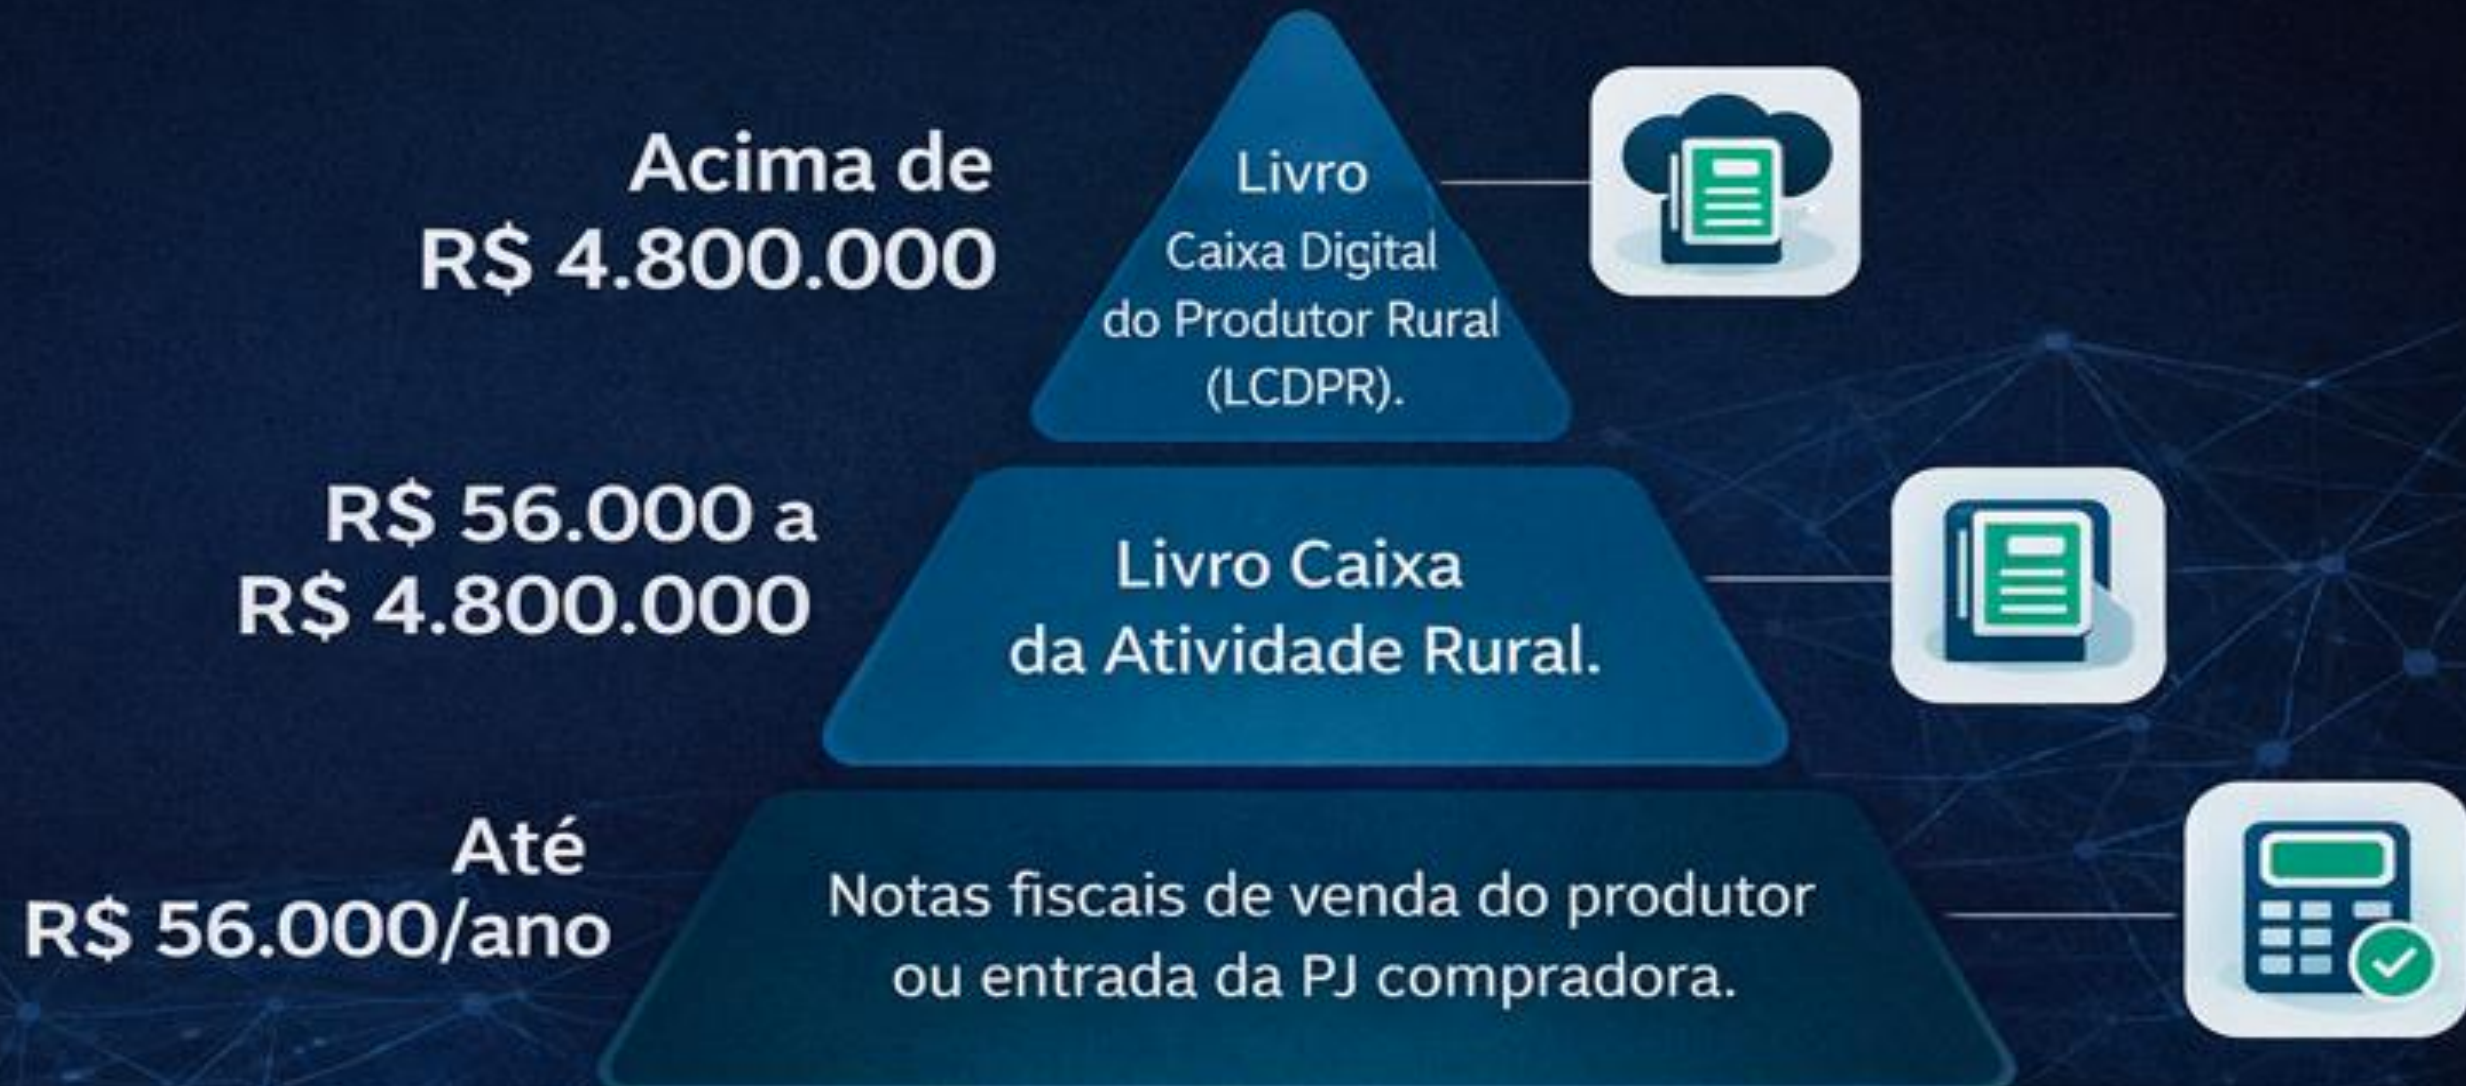 Acima de
R$ 4.800.000
Livro
Caixa Digital
do Produtor Rural
(LCDPR).
R$ 56.000 a
R$ 4.800.000
Livro Caixa
da Atividade Rural.
Até
R$ 56.000/ano
Notas fiscais de venda do produtor
ou entrada da PJ compradora.